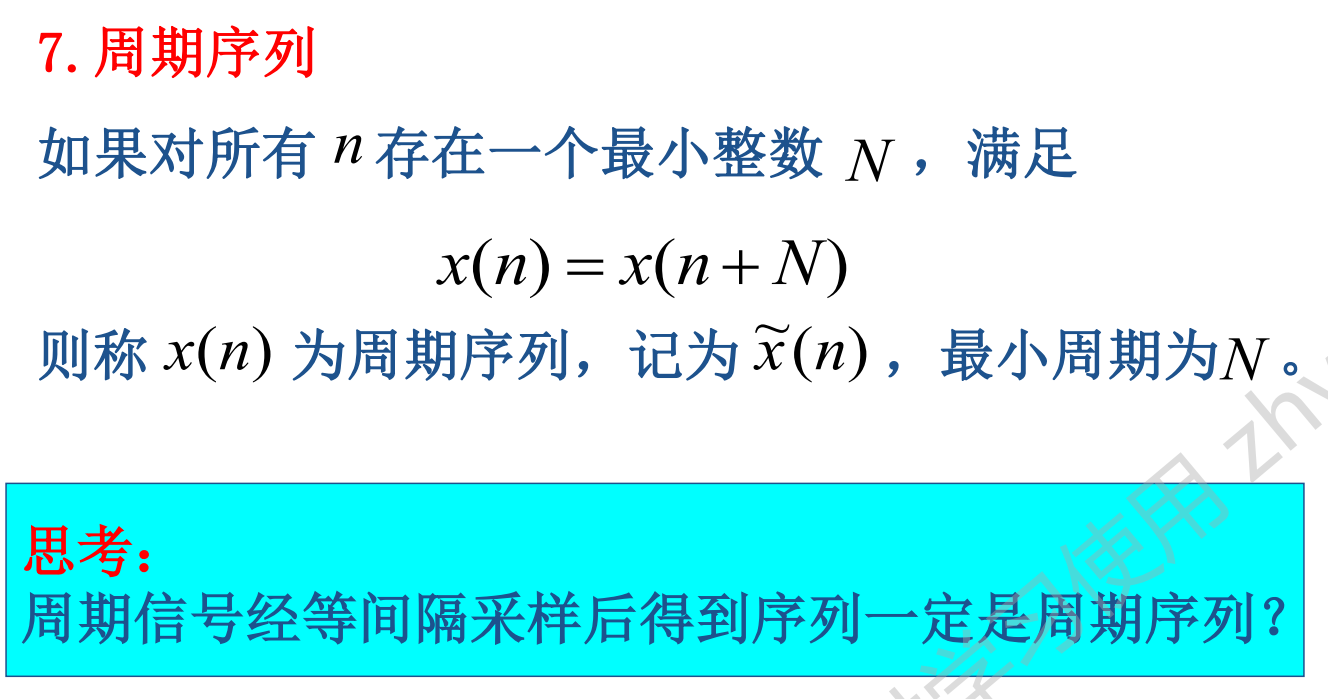 7. 周期序列
如果对所有 n 存在一个最小整数 N ，满足
x(n) = x(n + N)
则称 x(n) 为周期序列，记为 x̃(n) ，最小周期为N 。
思考：
周期信号经等间隔采样后得到序列一定是周期序列？
学习使用